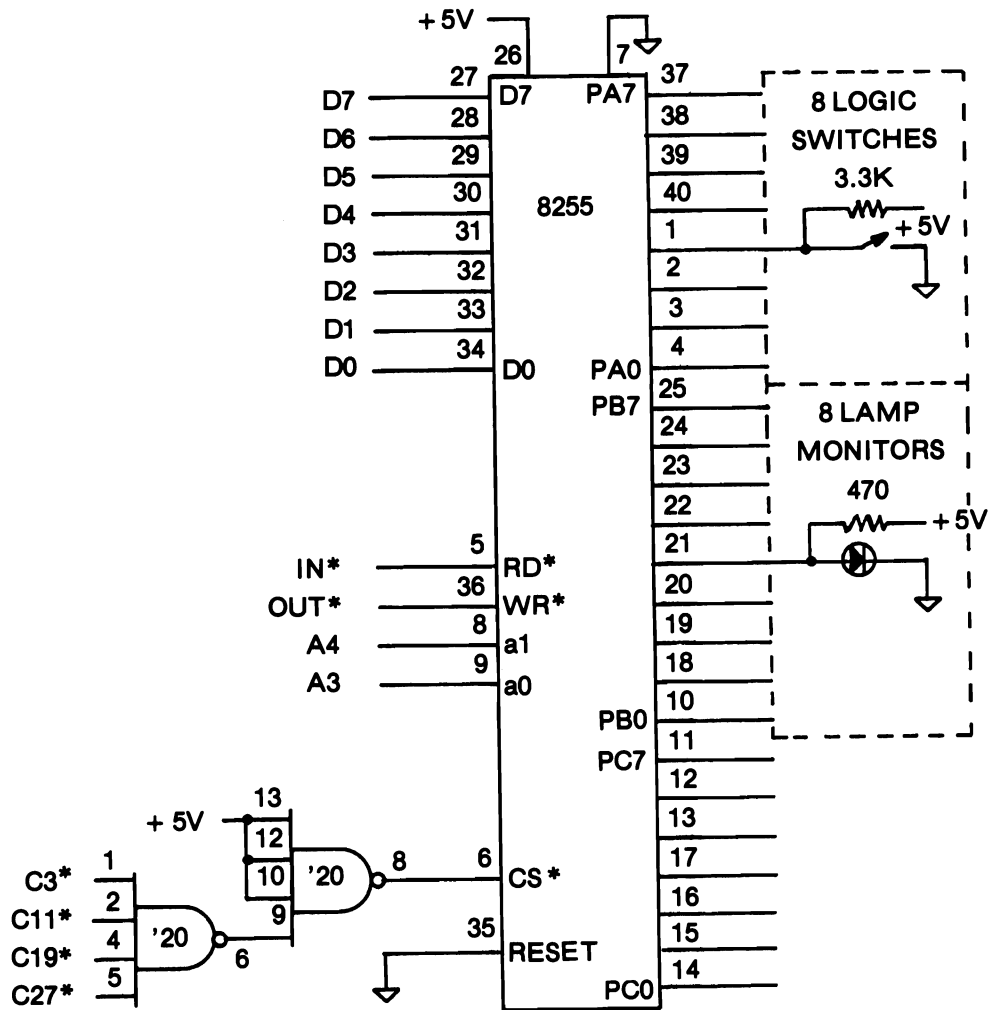 +5V
26
7
37
27
D7
D7
PA7
8 LOGIC
SWITCHES
3.3K
+5V
28
D6
38
29
D5
39
30
D4
8255
40
31
D3
1
32
D2
2
33
D1
3
34
D0
D0
4
PA0
25
PB7
8 LAMP
MONITORS
470
+5V
24
23
22
21
5
IN*
RD*
20
36
OUT*
WR*
19
8
A4
a1
18
9
A3
a0
10
PB0
11
PC7
12
13
+5V
12
13
10
'20
8
6
CS*
17
9
16
1
C3*
2
C11*
'20
4
C19*
6
5
C27*
35
RESET
15
14
PC0